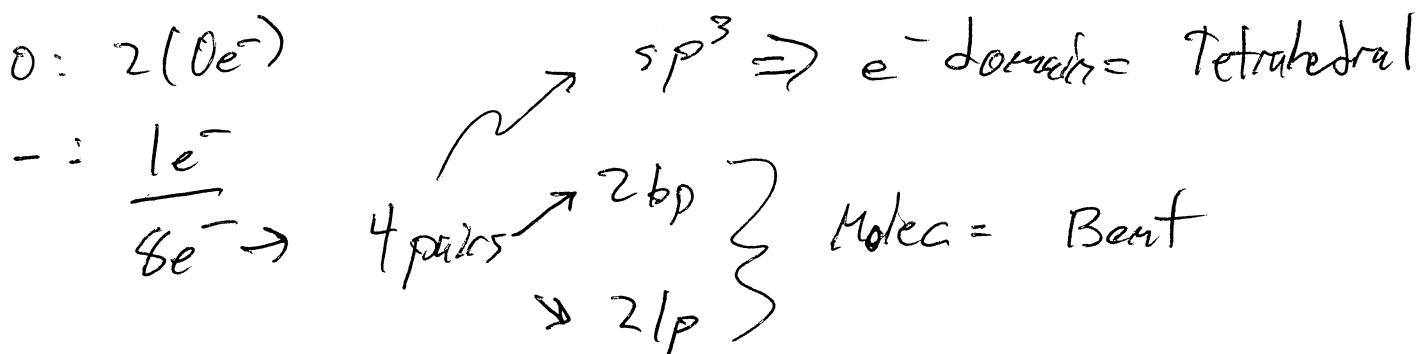 O: 2(0e⁻) sp³ ⇒ e⁻ domain = Tetrahedral
- : 1e⁻
8e⁻ → 4 pairs 2bp Molec = Bent
2lp